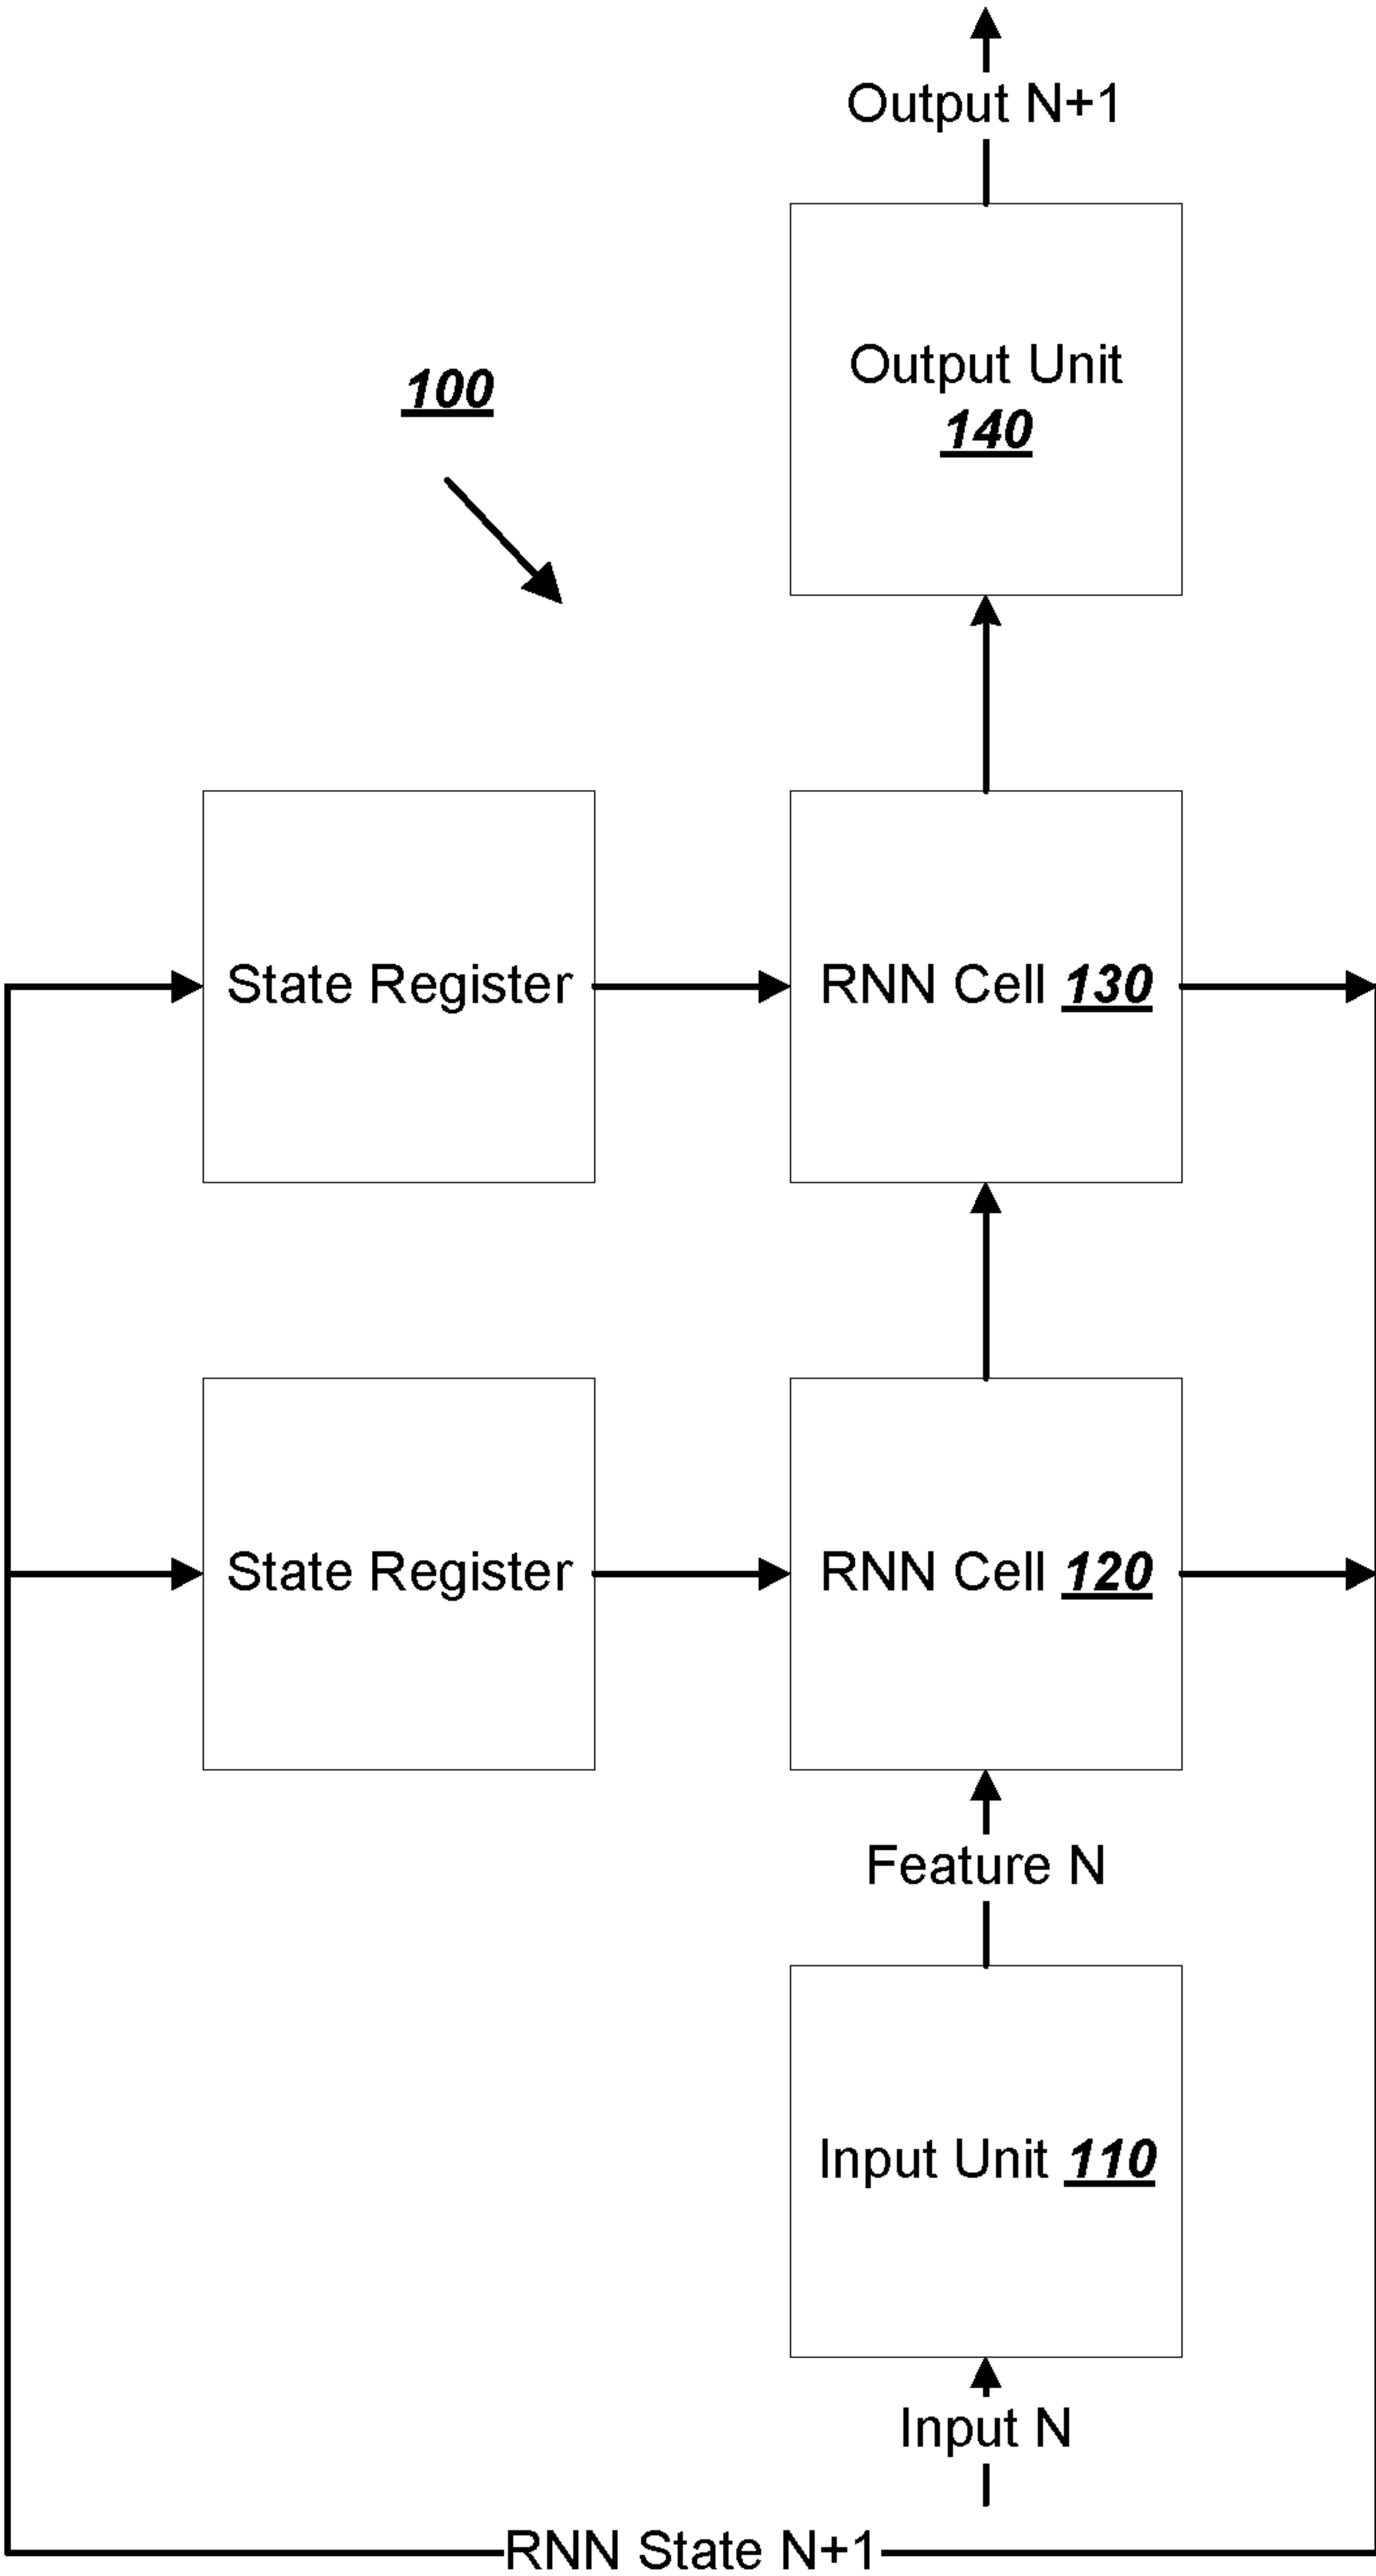 Output N+1
Output Unit
140
100
State Register
RNN Cell 130
State Register
RNN Cell 120
Feature N
Input Unit 110
Input N
RNN State N+1